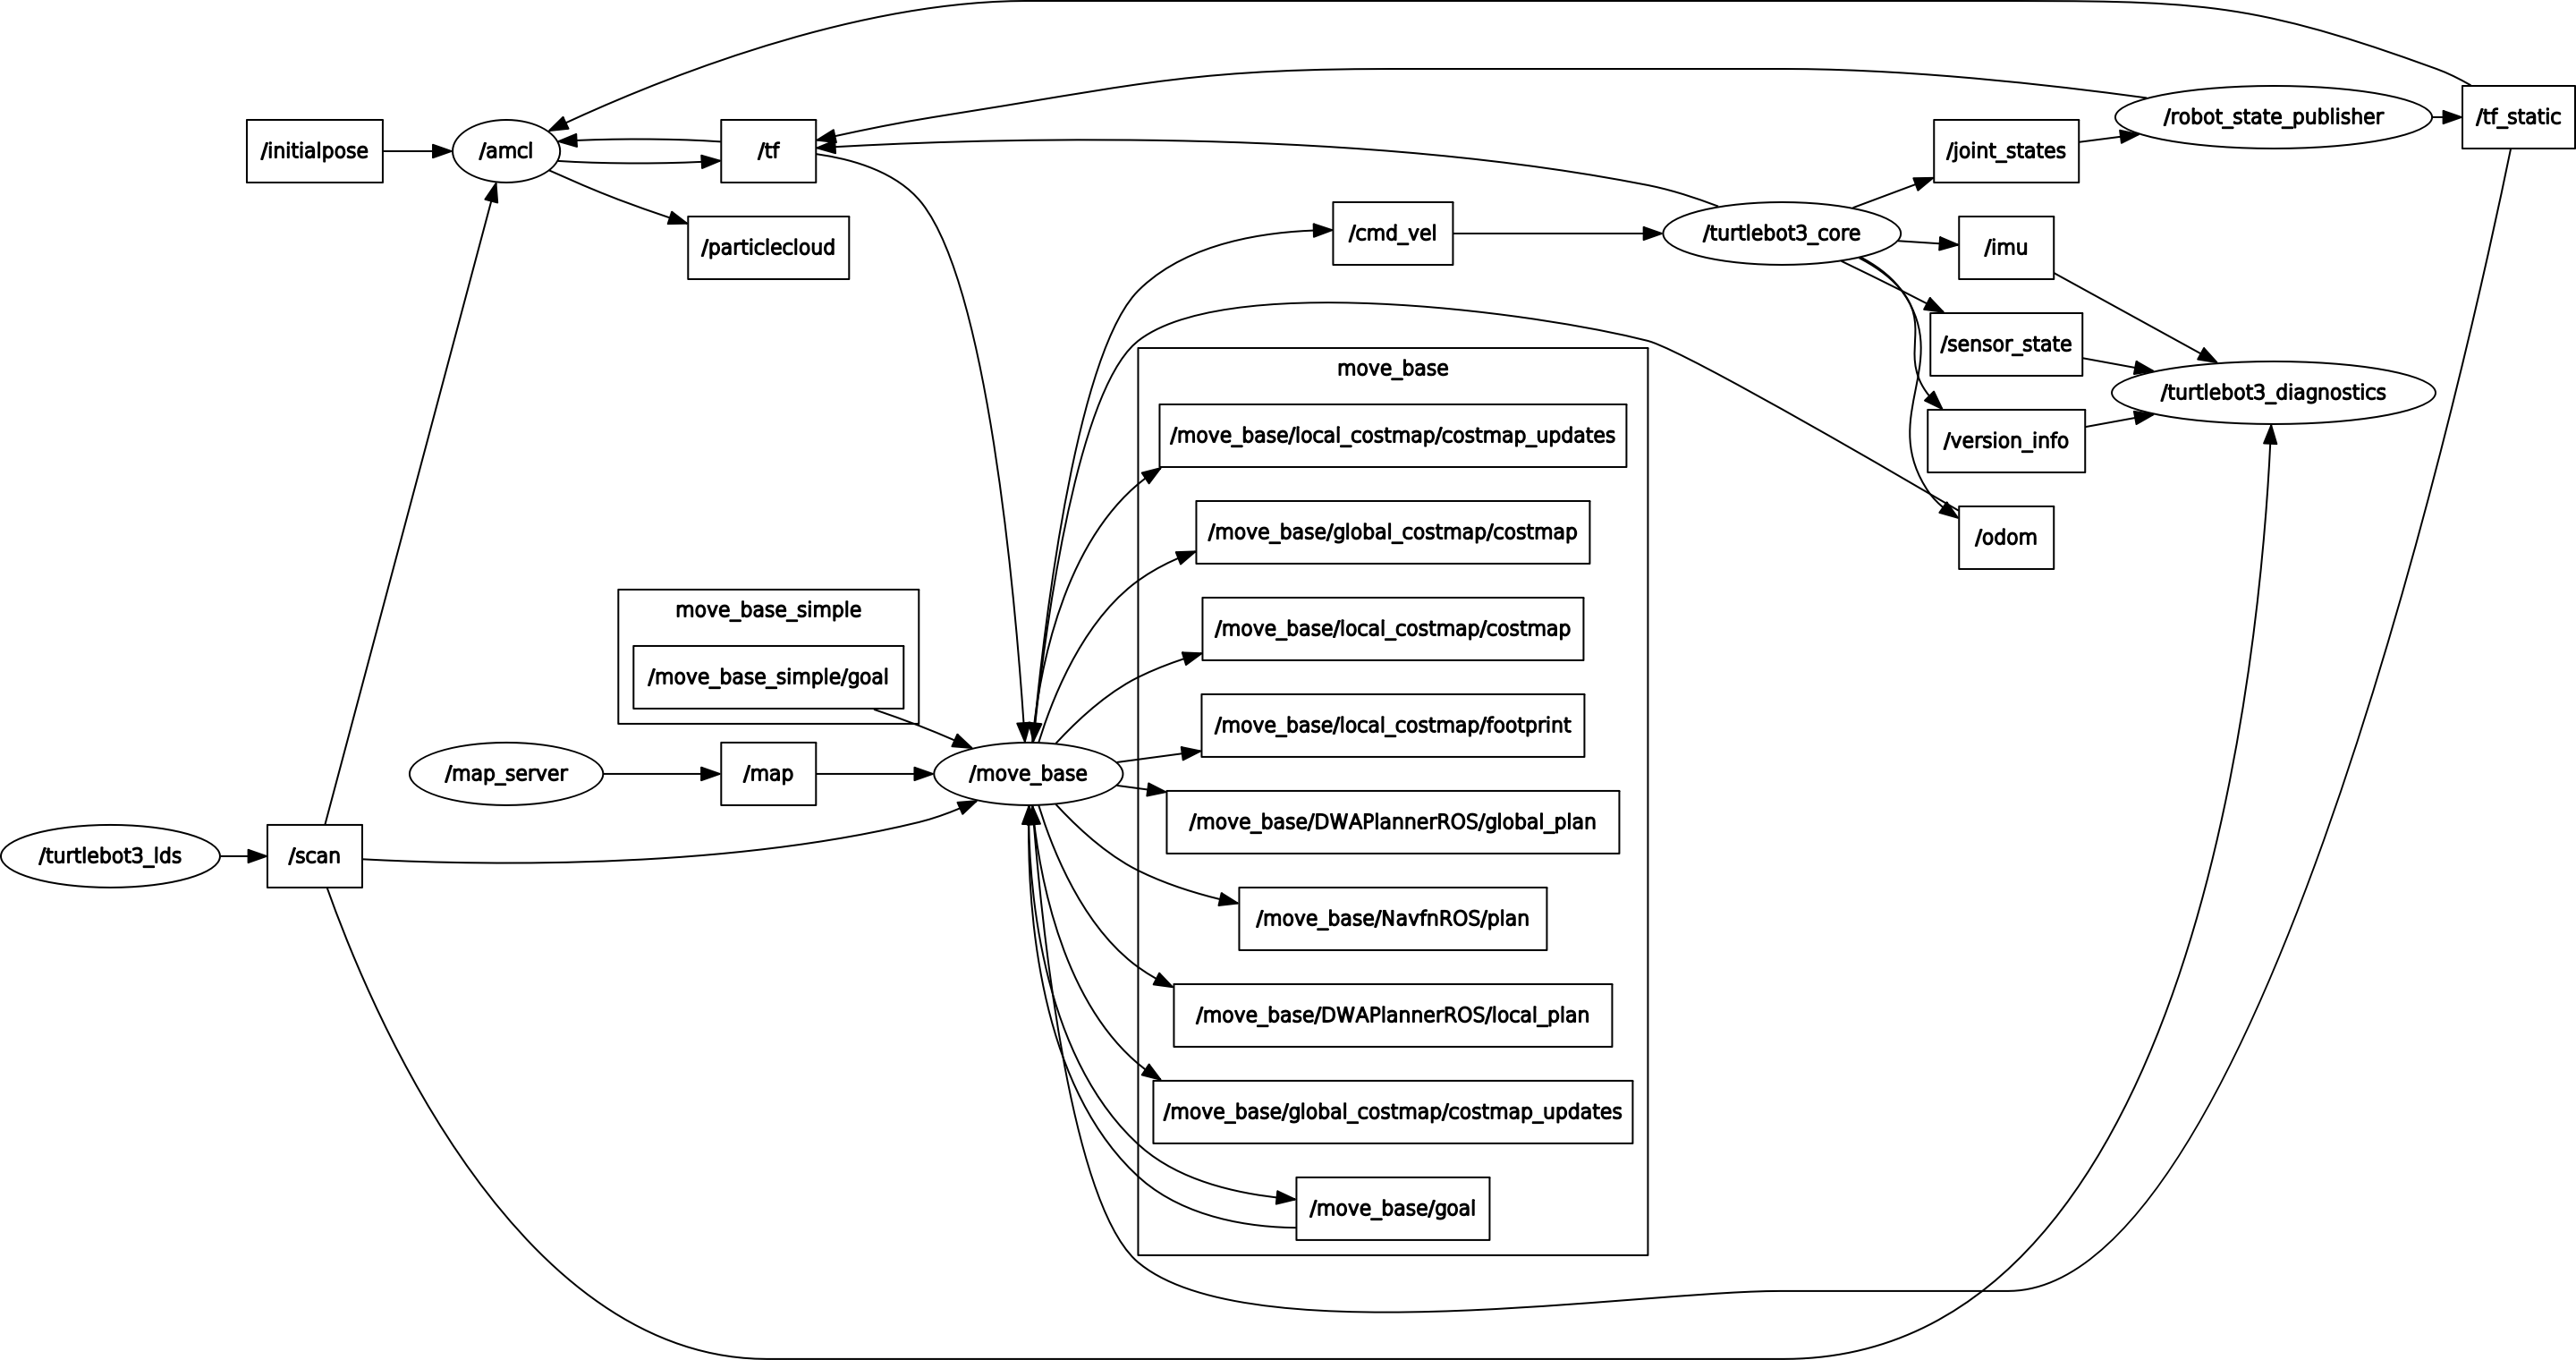 /initialpose
/amcl
/tf
/particlecloud
/cmd_vel
/turtlebot3_core
/joint_states
/robot_state_publisher
/tf_static
/imu
/sensor_state
/turtlebot3_diagnostics
/version_info
/odom
move_base
/move_base/local_costmap/costmap_updates
/move_base/global_costmap/costmap
/move_base/local_costmap/costmap
/move_base/local_costmap/footprint
/move_base/DWAPlannerROS/global_plan
/move_base/NavfnROS/plan
/move_base/DWAPlannerROS/local_plan
/move_base/global_costmap/costmap_updates
/move_base/goal
move_base_simple
/move_base_simple/goal
/map_server
/map
/move_base
/turtlebot3_lds
/scan